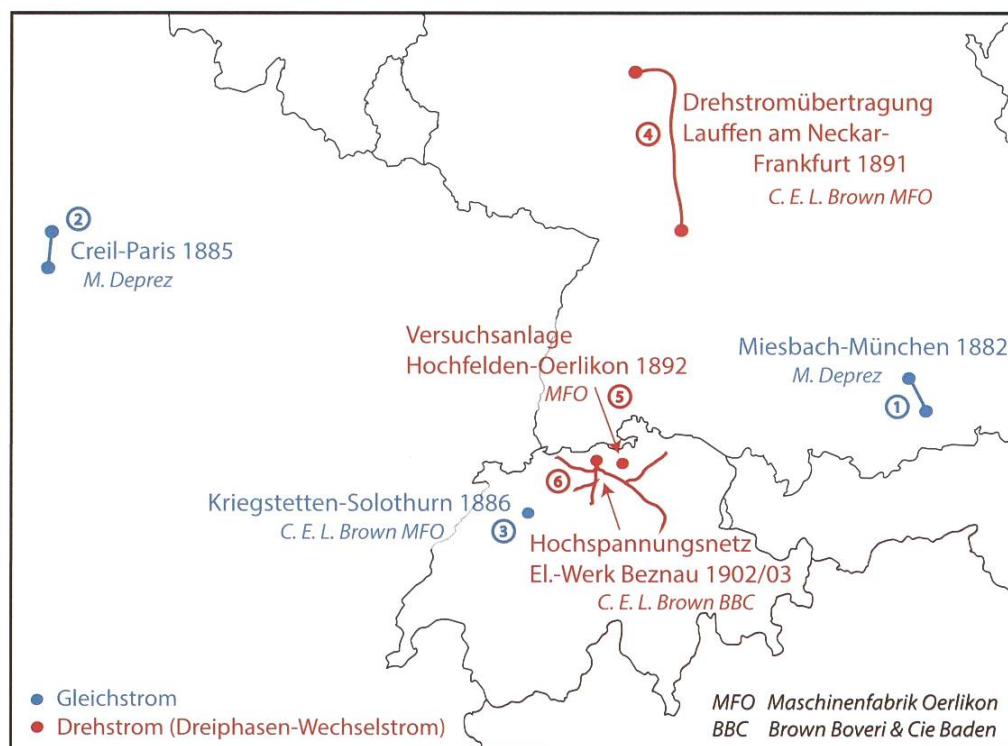 Drehstromübertragung
Lauffen am Neckar-
Frankfurt 1891
C. E. L. Brown MFO
4
2
Creil-Paris 1885
M. Deprez
Versuchsanlage
Hochfelden-Oerlikon 1892
MFO
5
Miesbach-München 1882
M. Deprez
1
6
Kriegstetten-Solothurn 1886
C. E. L. Brown MFO
3
Hochspannungsnetz
El.-Werk Beznau 1902/03
C. E. L. Brown BBC
Gleichstrom
Drehstrom (Dreiphasen-Wechselstrom)
MFO Maschinenfabrik Oerlikon
BBC Brown Boveri & Cie Baden